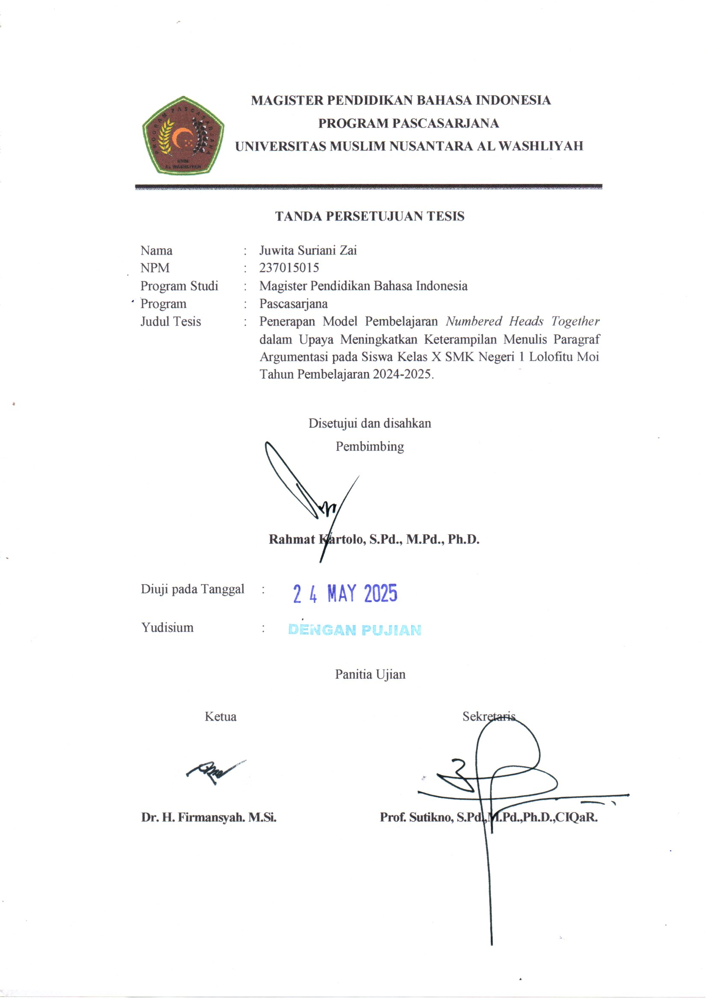 PROGRAM PASCASARJANA
UMN
AL WASHLIYAH
MAGISTER PENDIDIKAN BAHASA INDONESIA
PROGRAM PASCASARJANA
UNIVERSITAS MUSLIM NUSANTARA AL WASHLIYAH
TANDA PERSETUJUAN TESIS
Nama : Juwita Suriani Zai
NPM : 237015015
Program Studi : Magister Pendidikan Bahasa Indonesia
Program : Pascasarjana
Judul Tesis : Penerapan Model Pembelajaran Numbered Heads Together
dalam Upaya Meningkatkan Keterampilan Menulis Paragraf
Argumentasi pada Siswa Kelas X SMK Negeri 1 Lolofitu Moi
Tahun Pembelajaran 2024-2025.
Disetujui dan disahkan
Pembimbing
Rahmat Kartolo, S.Pd., M.Pd., Ph.D.
Diuji pada Tanggal : 24 MAY 2025
Yudisium : DENGAN PUJIAN
Panitia Ujian
Ketua Sekretaris
Dr. H. Firmansyah. M.Si. Prof. Sutikno, S.Pd.,M.Pd.,Ph.D.,CIQaR.